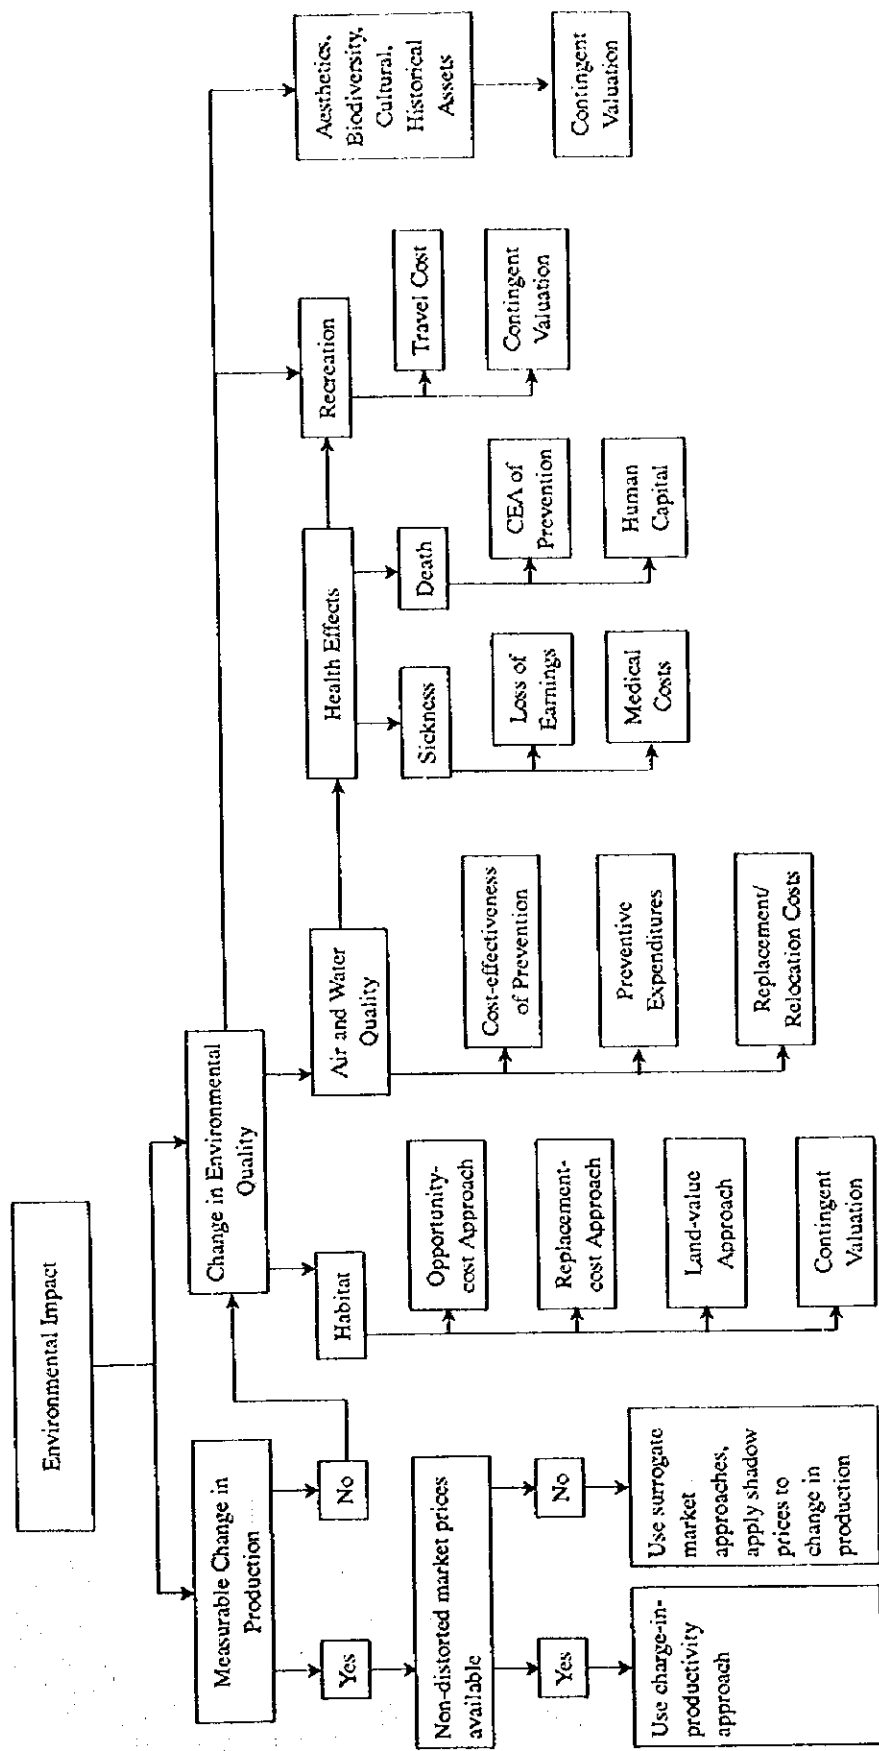 Environmental Impact
Measurable Change in
Production
Change in Environmental
Quality
Yes
No
Non-distorted market prices
available
Yes
No
Use charge-in-
productivity
approach
Use surrogate
market
approaches,
apply shadow
prices to
change in
production
Habitat
Opportunity-
cost Approach
Replacement-
cost Approach
Land-value
Approach
Contingent
Valuation
Air and Water
Quality
Cost-effectiveness
of Prevention
Preventive
Expenditures
Replacement/
Relocation Costs
Health Effects
Sickness
Loss of
Earnings
Medical
Costs
Death
CEA of
Prevention
Human
Capital
Recreation
Travel Cost
Contingent
Valuation
Aesthetics,
Biodiversity,
Cultural,
Historical
Assets
Contingent
Valuation